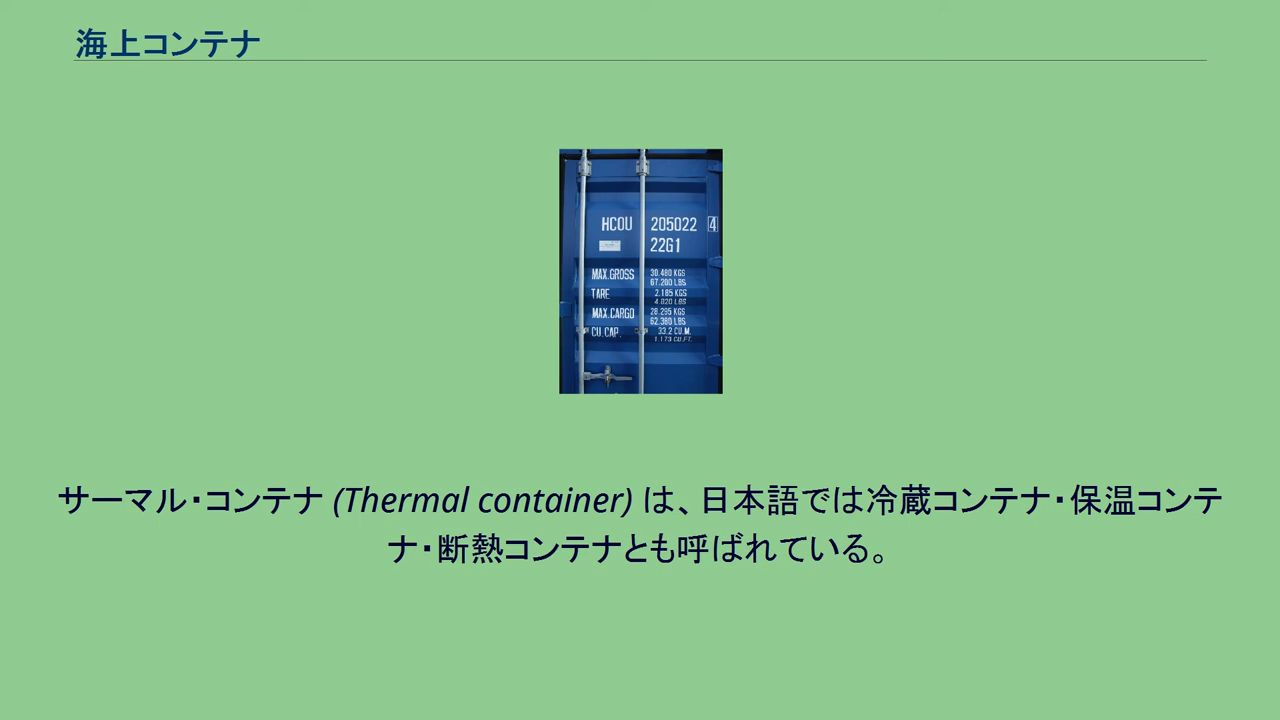 海上コンテナ
HCOU 205022 4
22G1
MAX.GROSS 30.480 KGS
67.200 LBS
TARE 2.185 KGS
4.820 LBS
MAX.CARGO 28.295 KGS
62.380 LBS
CU.CAP. 33.2 CU.M.
1.173 CU.FT.
サーマル・コンテナ (Thermal container) は、日本語では冷蔵コンテナ・保温コンテ
ナ・断熱コンテナとも呼ばれている。